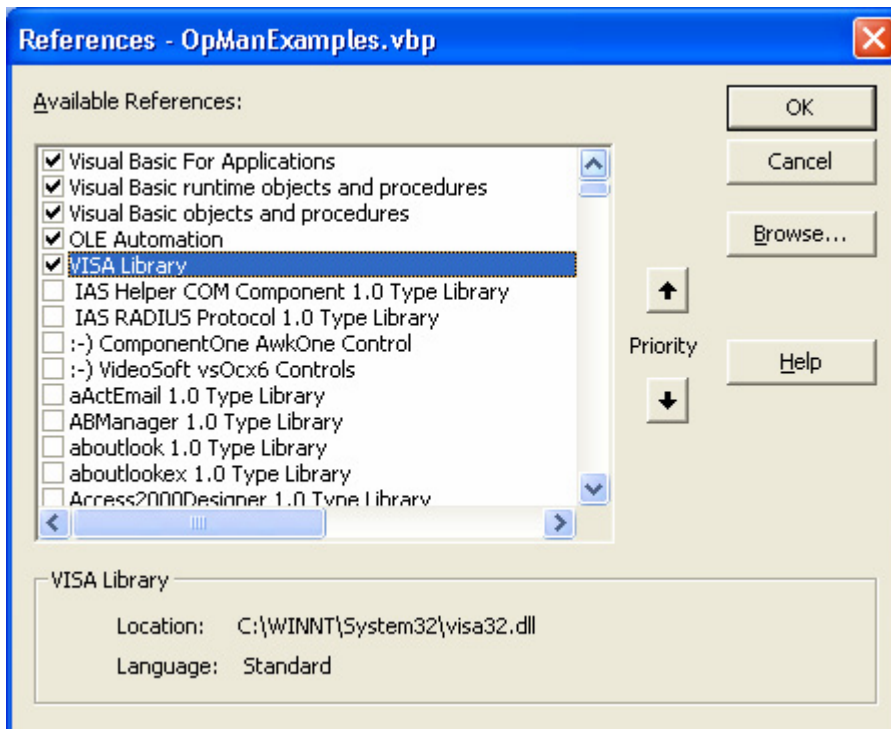 References - OpManExamples.vbp
Available References:
Visual Basic For Applications
Visual Basic runtime objects and procedures
Visual Basic objects and procedures
OLE Automation
VISA Library
IAS Helper COM Component 1.0 Type Library
IAS RADIUS Protocol 1.0 Type Library
:-) ComponentOne AwkOne Control
:-) VideoSoft vsOcx6 Controls
aActEmail 1.0 Type Library
ABManager 1.0 Type Library
aboutlook 1.0 Type Library
aboutlookex 1.0 Type Library
Access2000Designer 1.0 Type Library
OK
Cancel
Browse...
Priority
Help
VISA Library
Location: C:\WINNT\System32\visa32.dll
Language: Standard